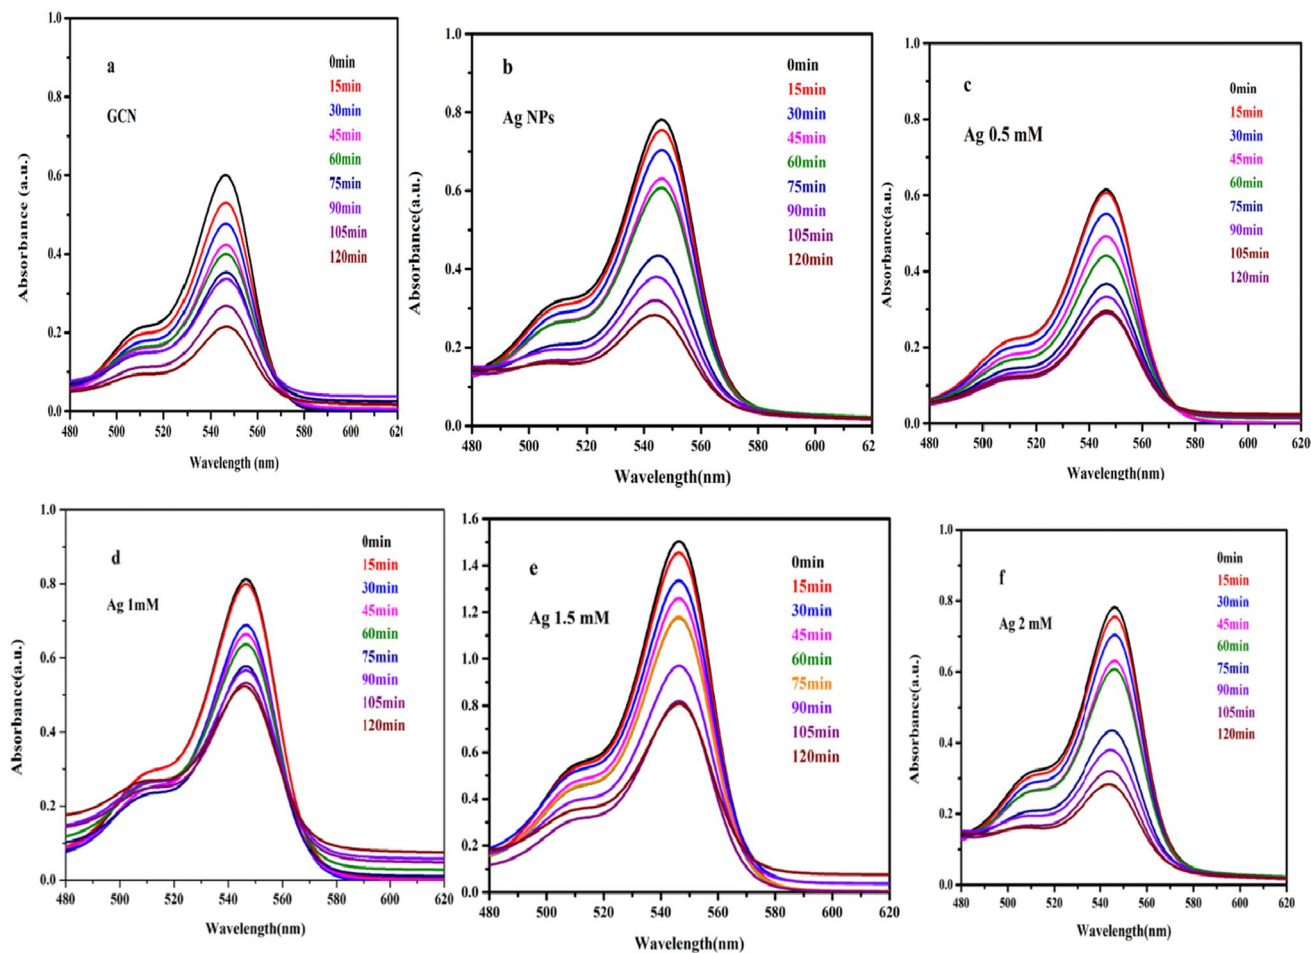 a
GCN
0min
15min
30min
45min
60min
75min
90min
105min
120min
Absorbance (a.u.)
1.0
0.8
0.6
0.4
0.2
0.0
480 500 520 540 560 580 600 620
Wavelength (nm)
b
Ag NPs
0min
15min
30min
45min
60min
75min
90min
105min
120min
Absorbance(a.u.)
1.0
0.8
0.6
0.4
0.2
0.0
480 500 520 540 560 580 600 620
Wavelength(nm)
c
Ag 0.5 mM
0min
15min
30min
45min
60min
75min
90min
105min
120min
Absorbance(a.u.)
1.0
0.8
0.6
0.4
0.2
0.0
480 500 520 540 560 580 600 620
Wavelength(nm)
d
Ag 1mM
0min
15min
30min
45min
60min
75min
90min
105min
120min
Absorbance(a.u.)
1.0
0.8
0.6
0.4
0.2
0.0
480 500 520 540 560 580 600 620
Wavelength(nm)
e
Ag 1.5 mM
0min
15min
30min
45min
60min
75min
90min
105min
120min
Absorbance(a.u.)
1.6
1.4
1.2
1.0
0.8
0.6
0.4
0.2
0.0
480 500 520 540 560 580 600 620
Wavelength(nm)
f
Ag 2 mM
0min
15min
30min
45min
60min
75min
90min
105min
120min
Absorbance(a.u.)
1.0
0.8
0.6
0.4
0.2
0.0
480 500 520 540 560 580 600 620
Wavelength(nm)